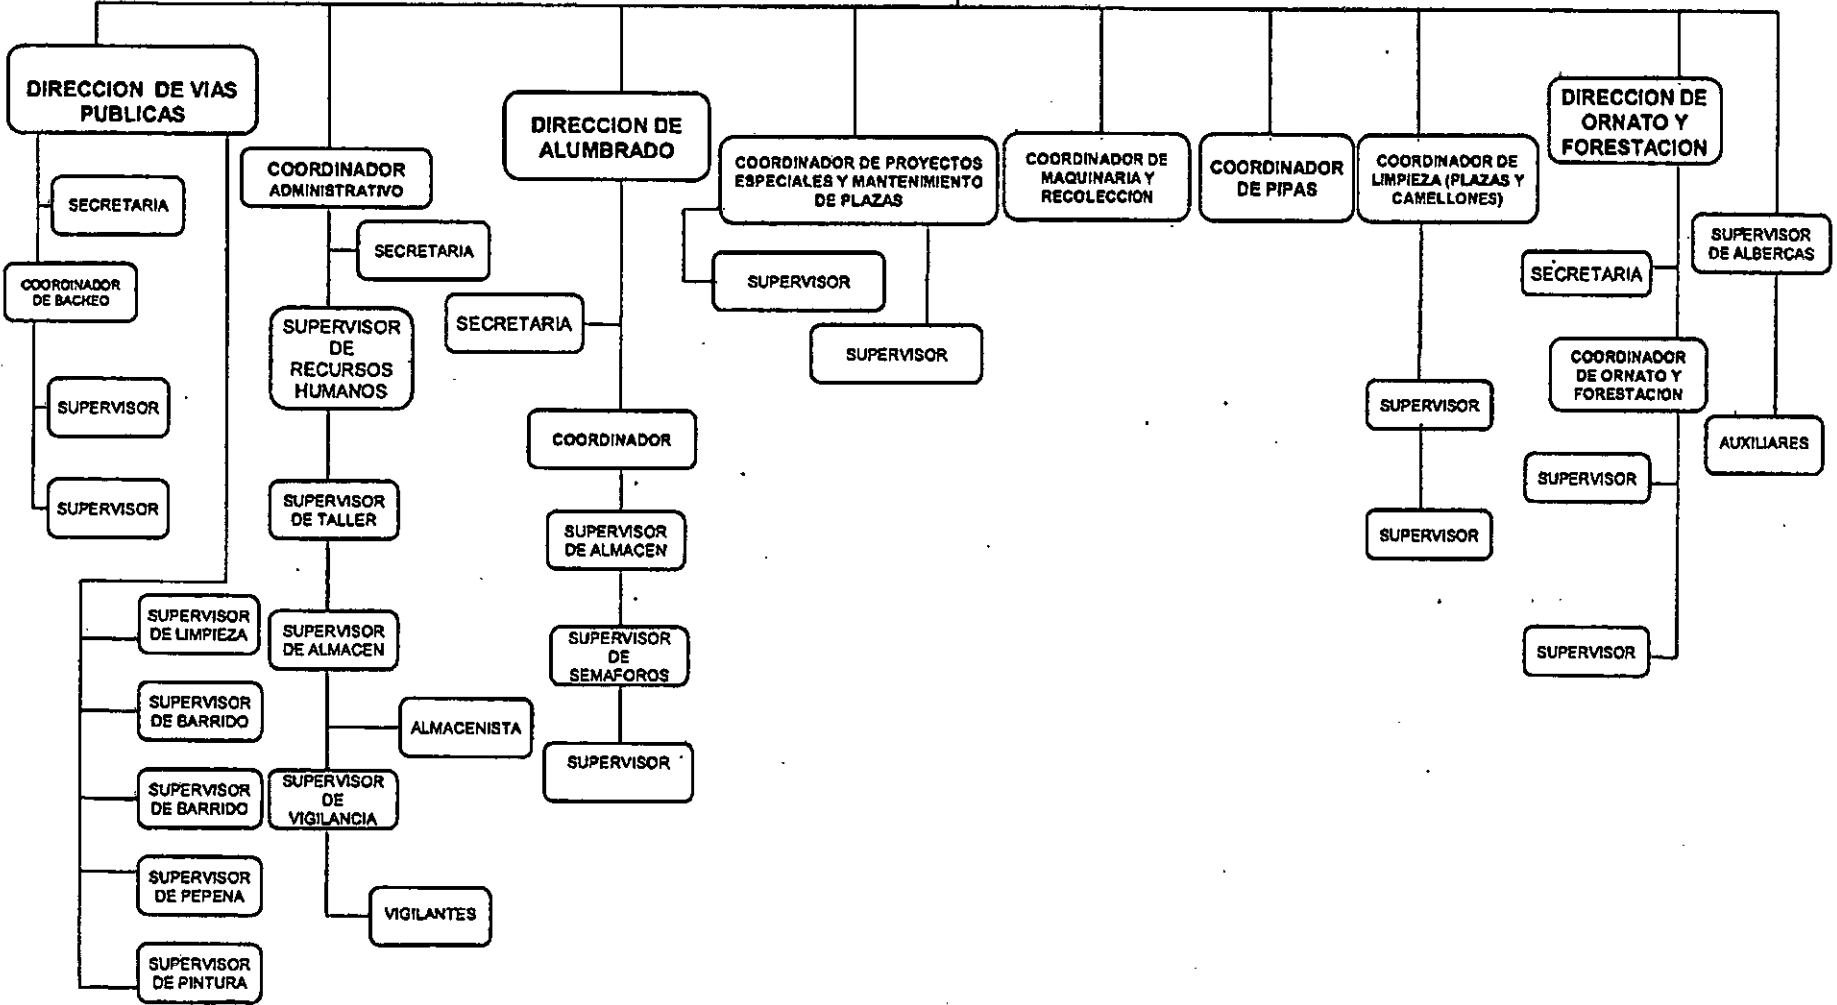 DIRECCION DE VIAS
PUBLICAS
SECRETARIA
COORDINADOR
DE BACHEO
SUPERVISOR
SUPERVISOR
SUPERVISOR
DE LIMPIEZA
SUPERVISOR
DE BARRIDO
SUPERVISOR
DE BARRIDO
SUPERVISOR
DE PEPENA
SUPERVISOR
DE PINTURA
COORDINADOR
ADMINISTRATIVO
SECRETARIA
SUPERVISOR
DE
RECURSOS
HUMANOS
SUPERVISOR
DE TALLER
SUPERVISOR
DE ALMACEN
ALMACENISTA
SUPERVISOR
DE
VIGILANCIA
VIGILANTES
DIRECCION DE
ALUMBRADO
SECRETARIA
COORDINADOR
SUPERVISOR
DE ALMACEN
SUPERVISOR
DE
SEMAFOROS
SUPERVISOR
COORDINADOR DE PROYECTOS
ESPECIALES Y MANTENIMIENTO
DE PLAZAS
SUPERVISOR
SUPERVISOR
COORDINADOR DE
MAQUINARIA Y
RECOLECCION
COORDINADOR
DE PIPAS
COORDINADOR DE
LIMPIEZA (PLAZAS Y
CAMELLONES)
SUPERVISOR
SUPERVISOR
DIRECCION DE
ORNATO Y
FORESTACION
SECRETARIA
COORDINADOR
DE ORNATO Y
FORESTACION
SUPERVISOR
SUPERVISOR
SUPERVISOR
DE ALBERCAS
AUXILIARES